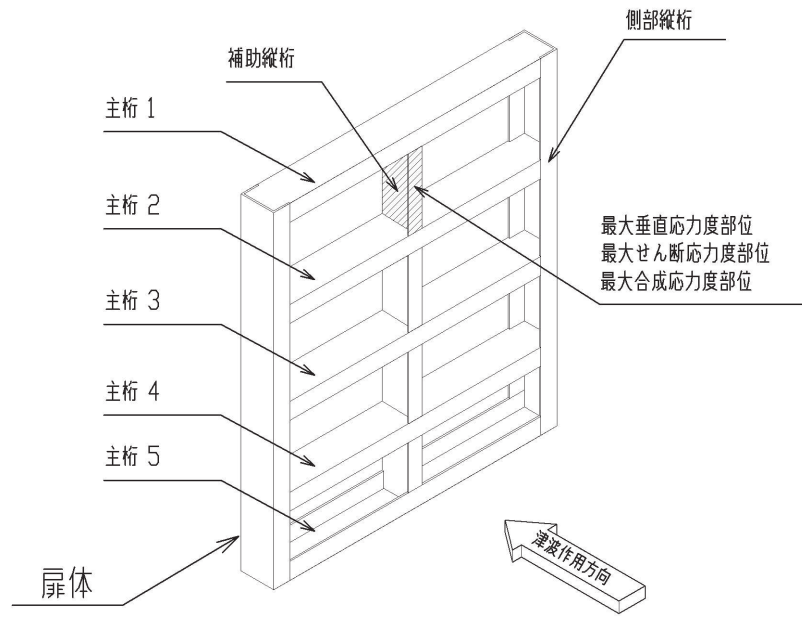 側部縦桁
補助縦桁
主桁 1
主桁 2
最大垂直応力度部位
最大せん断応力度部位
最大合成応力度部位
主桁 3
主桁 4
主桁 5
津波作用方向
扉体